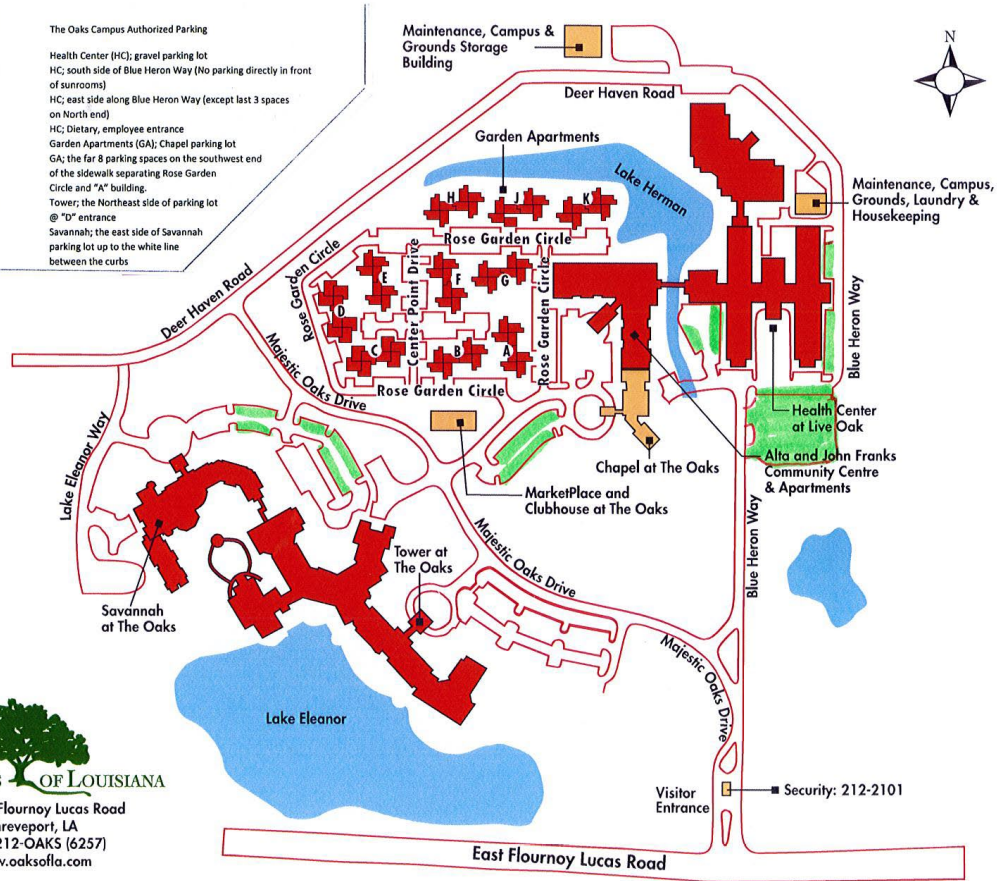 The Oaks Campus Authorized Parking
Health Center (HC); gravel parking lot
HC; south side of Blue Heron Way (No parking directly in front
of sunrooms)
HC; east side along Blue Heron Way (except last 3 spaces
on North end)
HC; Dietary, employee entrance
Garden Apartments (GA); Chapel parking lot
GA; the far 8 parking spaces on the southwest end
of the sidewalk separating Rose Garden
Circle and "A" building.
Tower; the Northeast side of parking lot
@ "D" entrance
Savannah; the east side of Savannah
parking lot up to the white line
between the curbs
Maintenance, Campus &
Grounds Storage
Building
N
Deer Haven Road
Garden Apartments
Lake Herman
Maintenance, Campus,
Grounds, Laundry &
Housekeeping
H
J
K
Rose Garden Circle
Rose Garden Circle
Center Point Drive
Rose Garden Circle
E
F
G
D
C
B
A
Deer Haven Road
Blue Heron Way
Majestic Oaks Drive
Rose Garden Circle
Health Center
at Live Oak
Chapel at The Oaks
Alta and John Franks
Community Centre
& Apartments
Lake Eleanor Way
MarketPlace and
Clubhouse at The Oaks
Majestic Oaks Drive
Blue Heron Way
Tower at
The Oaks
Savannah
at The Oaks
Majestic Oaks Drive
Lake Eleanor
OF LOUISIANA
Flournoy Lucas Road
reveport, LA
212-OAKS (6257)
.oaksofla.com
Visitor
Entrance
Security: 212-2101
East Flournoy Lucas Road